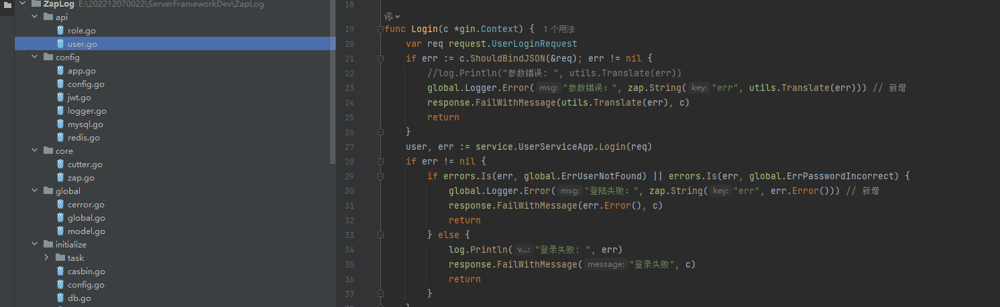 ZapLog E:\202212070022\ServerFrameworkDev\ZapLog
api
role.go
user.go
config
app.go
config.go
jwt.go
logger.go
mysql.go
redis.go
core
cutter.go
zap.go
global
cerror.go
global.go
model.go
initialize
task
casbin.go
config.go
db.go
18
19 func Login(c *gin.Context) { 1 个用法
20 var req request.UserLoginRequest
21 if err := c.ShouldBindJSON(&req); err != nil {
22 //log.Println("参数错误: ", utils.Translate(err))
23 global.Logger.Error( msg: "参数错误：", zap.String( key: "err", utils.Translate(err))) // 新增
24 response.FailWithMessage(utils.Translate(err), c)
25 return
26 }
27 user, err := service.UserServiceApp.Login(req)
28 if err != nil {
29 if errors.Is(err, global.ErrUserNotFound) || errors.Is(err, global.ErrPasswordIncorrect) {
30 global.Logger.Error( msg: "登陆失败：", zap.String( key: "err", err.Error())) // 新增
31 response.FailWithMessage(err.Error(), c)
32 return
33 } else {
34 log.Println( v...: "登录失败: ", err)
35 response.FailWithMessage( message: "登录失败", c)
36 return
37 }